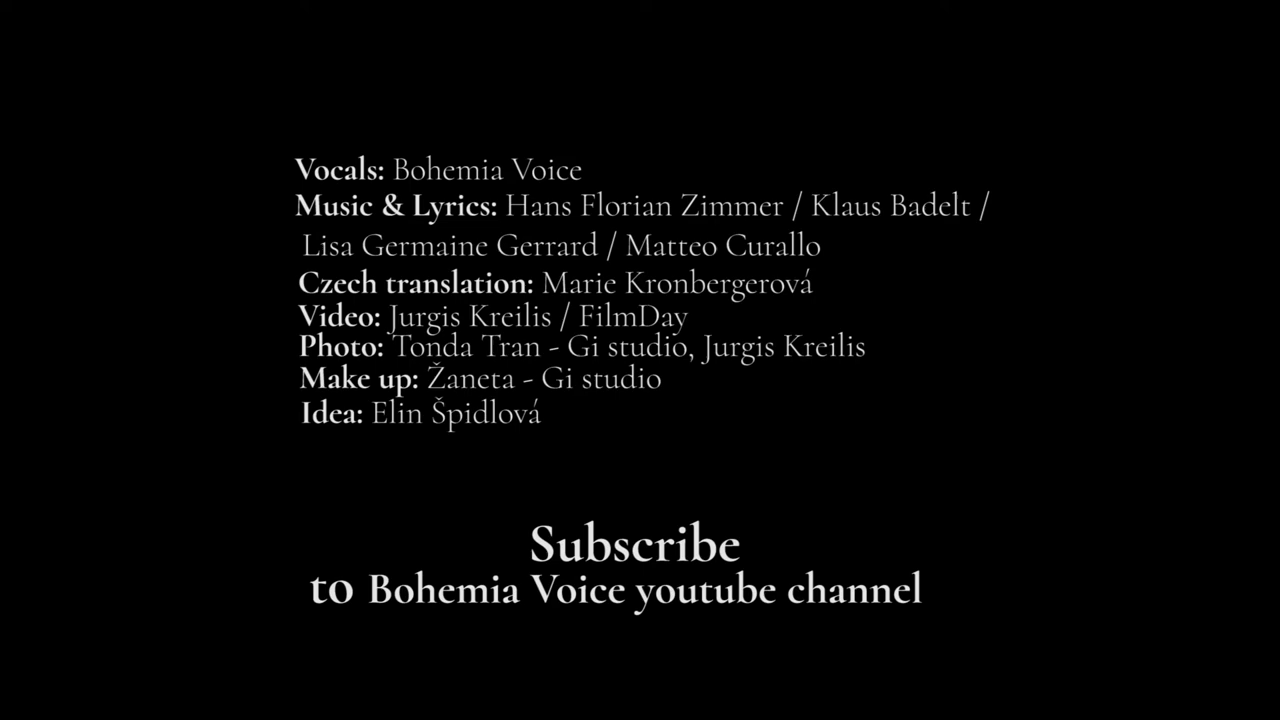 Vocals: Bohemia Voice
Music & Lyrics: Hans Florian Zimmer / Klaus Badelt /
Lisa Germaine Gerrard / Matteo Curallo
Czech translation: Marie Kronbergerová
Video: Jurgis Kreilis / FilmDay
Photo: Tonda Tran - Gi studio, Jurgis Kreilis
Make up: Žaneta - Gi studio
Idea: Elin Špidlová
Subscribe
to Bohemia Voice youtube channel